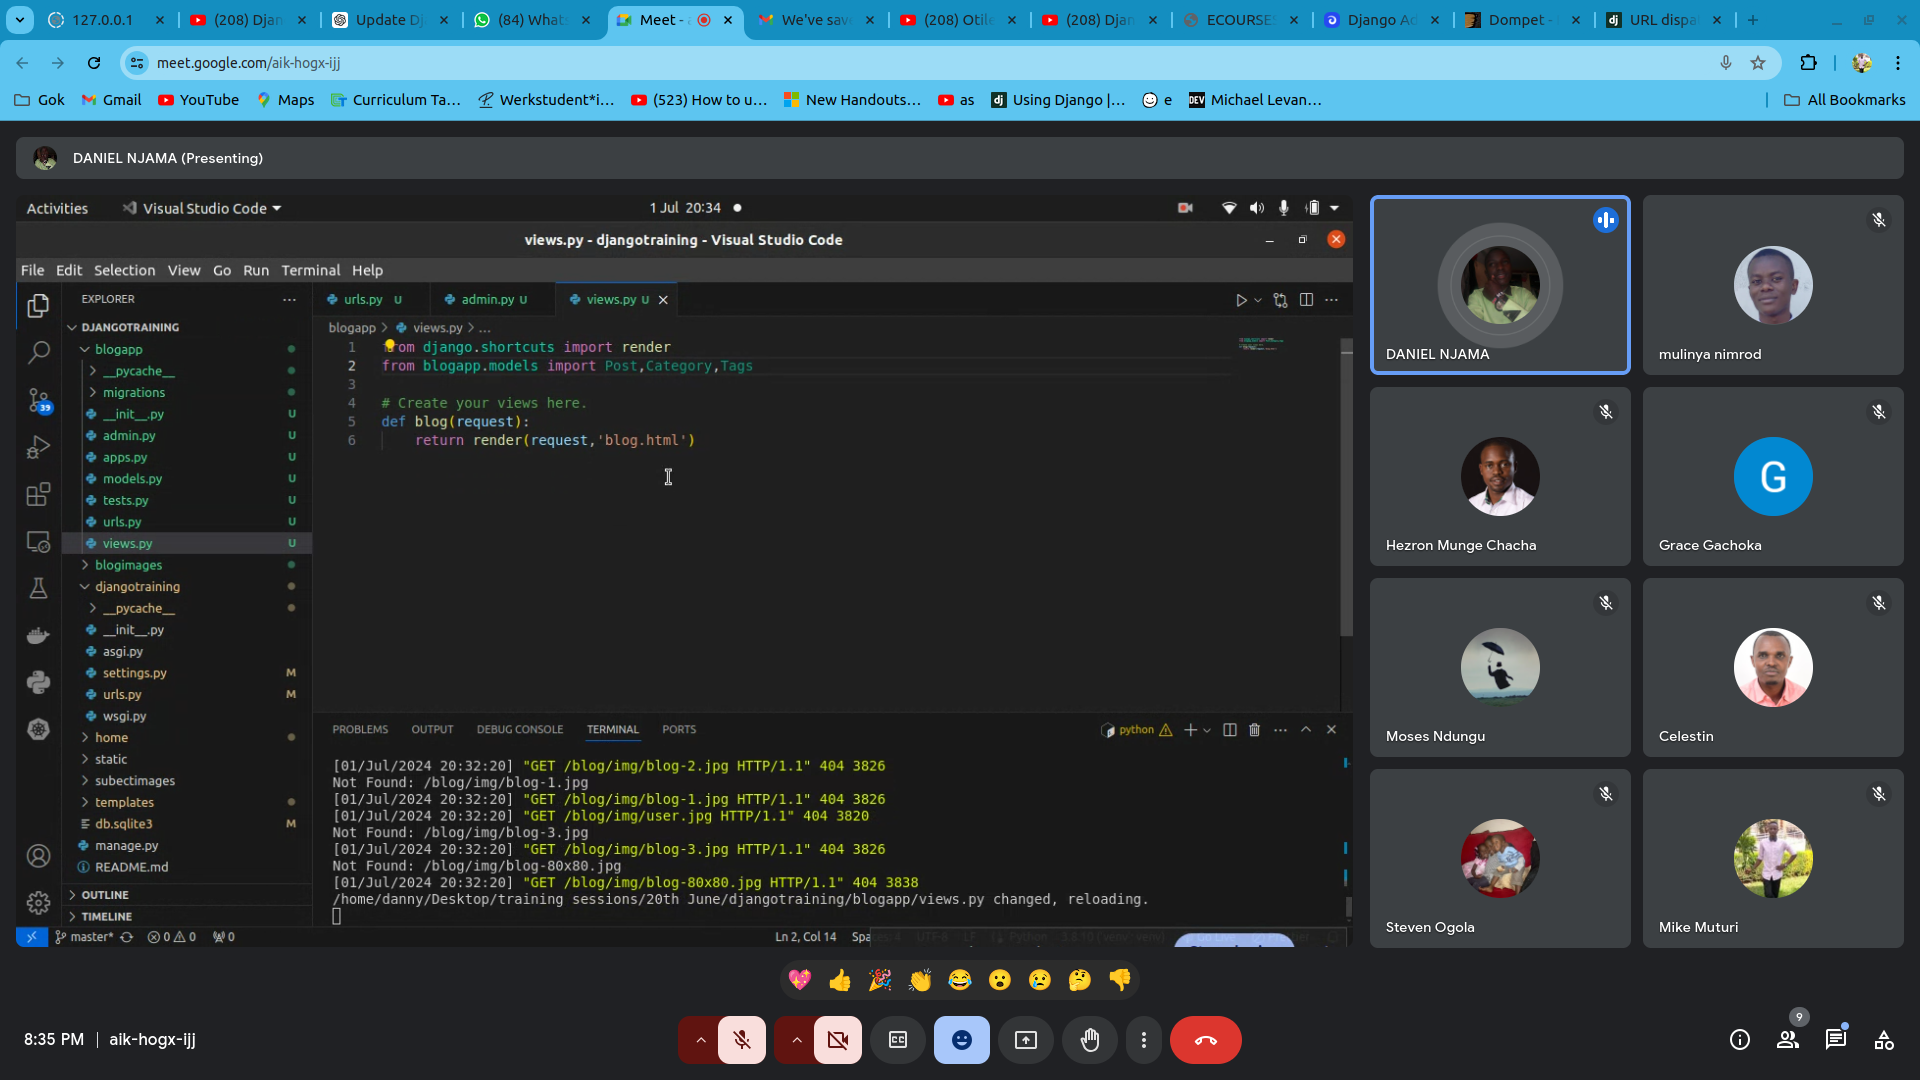 127.0.0.1
(208) Djan
Update Dj
(84) What
Meet -
We've sav
(208) Otile
(208) Djan
ECOURSE
Django Ad
Dompet -
URL dispa
meet.google.com/aik-hogx-ijj
Gok
Gmail
YouTube
Maps
Curriculum Ta...
Werkstudent*i...
(523) How to u...
New Handouts...
as
Using Django |...
e
Michael Levan...
All Bookmarks
DANIEL NJAMA (Presenting)
Activities
Visual Studio Code
1 Jul 20:34
views.py - djangotraining - Visual Studio Code
File Edit Selection View Go Run Terminal Help
EXPLORER
DJANGOTRAINING
blogapp
__pycache__
migrations
__init__.py U
admin.py U
apps.py U
models.py U
tests.py U
urls.py U
views.py U
blogimages
djangotraining
__pycache__
__init__.py
asgi.py
settings.py M
urls.py M
wsgi.py
home
static
subectimages
templates
db.sqlite3 M
manage.py
README.md
OUTLINE
TIMELINE
39
urls.py U
admin.py U
views.py U
blogapp > views.py > ...
1 from django.shortcuts import render
2 from blogapp.models import Post,Category,Tags
3
4 # Create your views here.
5 def blog(request):
6 return render(request,'blog.html')
PROBLEMS OUTPUT DEBUG CONSOLE TERMINAL PORTS
python
[01/Jul/2024 20:32:20] "GET /blog/img/blog-2.jpg HTTP/1.1" 404 3826
Not Found: /blog/img/blog-1.jpg
[01/Jul/2024 20:32:20] "GET /blog/img/blog-1.jpg HTTP/1.1" 404 3826
[01/Jul/2024 20:32:20] "GET /blog/img/user.jpg HTTP/1.1" 404 3820
Not Found: /blog/img/blog-3.jpg
[01/Jul/2024 20:32:20] "GET /blog/img/blog-3.jpg HTTP/1.1" 404 3826
Not Found: /blog/img/blog-80x80.jpg
[01/Jul/2024 20:32:20] "GET /blog/img/blog-80x80.jpg HTTP/1.1" 404 3838
/home/danny/Desktop/training sessions/20th June/djangotraining/blogapp/views.py changed, reloading.
master*
0 0
0
Ln 2, Col 14
DANIEL NJAMA
mulinya nimrod
Hezron Munge Chacha
G
Grace Gachoka
Moses Ndungu
Celestin
Steven Ogola
Mike Muturi
8:35 PM | aik-hogx-ijj
9